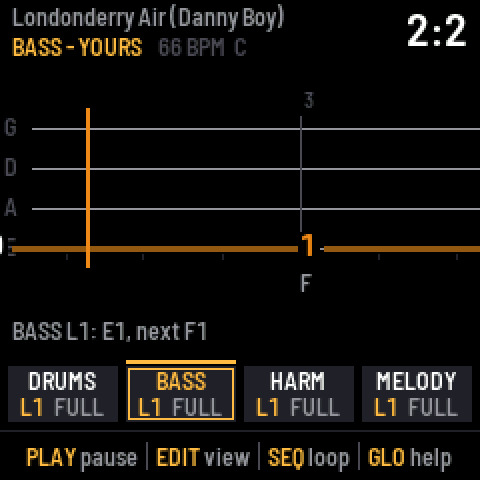 Londonderry Air (Danny Boy)
2:2
BASS - YOURS 66 BPM C
3
G
D
A
E
1
F
BASS L1: E1, next F1
DRUMS BASS HARM MELODY
L1 FULL L1 FULL L1 FULL L1 FULL
PLAY pause EDIT view SEQ loop GLO help